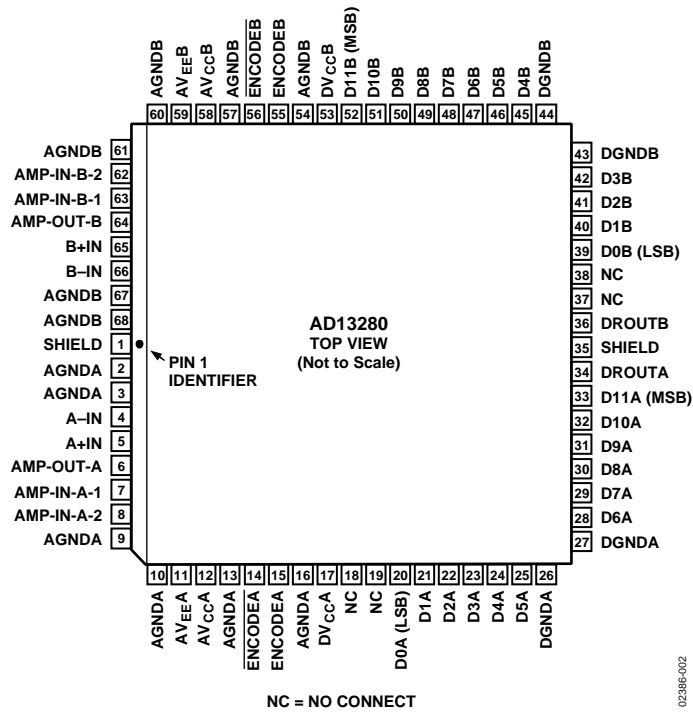 AGNDB
AVEEB
AVCCB
AGNDB
ENCODEB
ENCODEB
AGNDB
DVCCB
D11B (MSB)
D10B
D9B
D8B
D7B
D6B
D5B
D4B
DGNDB
60 59 58 57 56 55 54 53 52 51 50 49 48 47 46 45 44
AGNDB 61
AMP-IN-B-2 62
AMP-IN-B-1 63
AMP-OUT-B 64
B+IN 65
B–IN 66
AGNDB 67
AGNDB 68
SHIELD 1
AGNDA 2
AGNDA 3
A–IN 4
A+IN 5
AMP-OUT-A 6
AMP-IN-A-1 7
AMP-IN-A-2 8
AGNDA 9
PIN 1
IDENTIFIER
AD13280
TOP VIEW
(Not to Scale)
43 DGNDB
42 D3B
41 D2B
40 D1B
39 D0B (LSB)
38 NC
37 NC
36 DROUTB
35 SHIELD
34 DROUTA
33 D11A (MSB)
32 D10A
31 D9A
30 D8A
29 D7A
28 D6A
27 DGNDA
10 11 12 13 14 15 16 17 18 19 20 21 22 23 24 25 26
AGNDA
AVEEA
AVCCA
AGNDA
ENCODEA
ENCODEA
AGNDA
DVCCA
NC
NC
D0A (LSB)
D1A
D2A
D3A
D4A
D5A
DGNDA
NC = NO CONNECT
02386-002